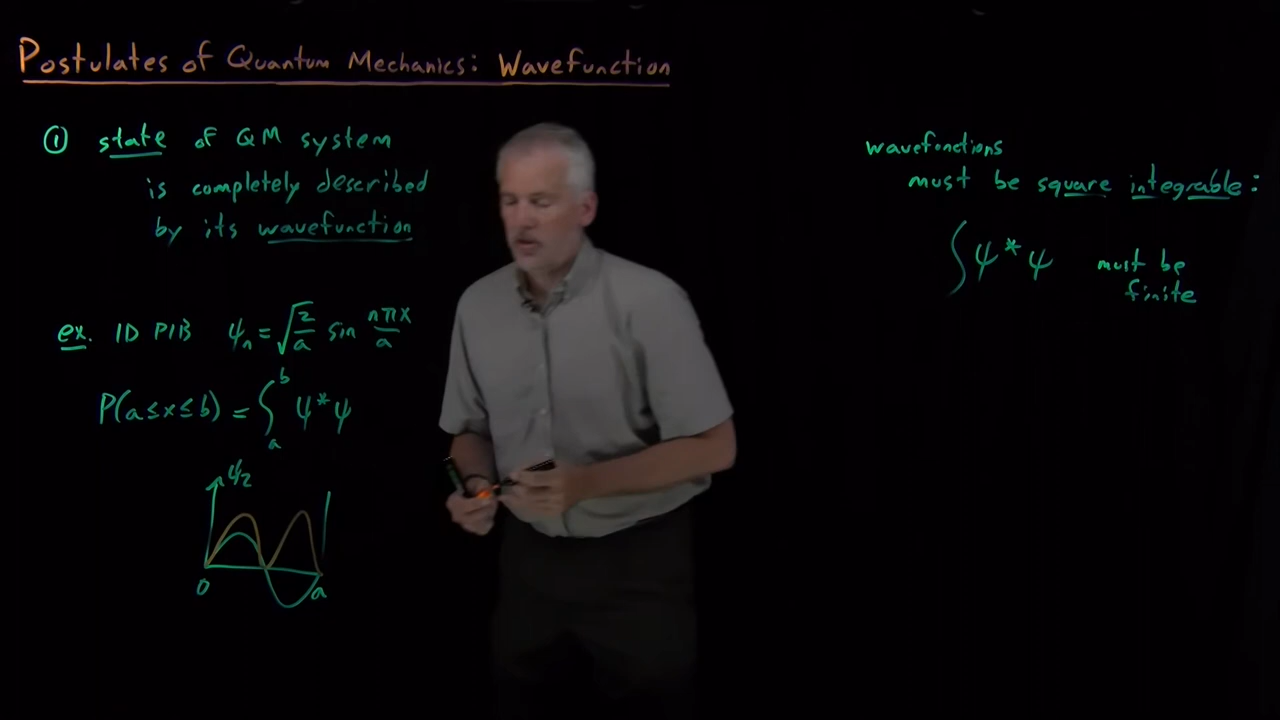 Postulates of Quantum Mechanics: Wavefunction
① state of QM system
is completely described
by its wavefunction
ex. 1D PIB ψₙ = √(2/a) sin nπx/a
P(a≤x≤b) = ∫ₐᵇ ψ*ψ
ψ₂
0 a
wavefunctions
must be square integrable:
∫ψ*ψ must be
finite